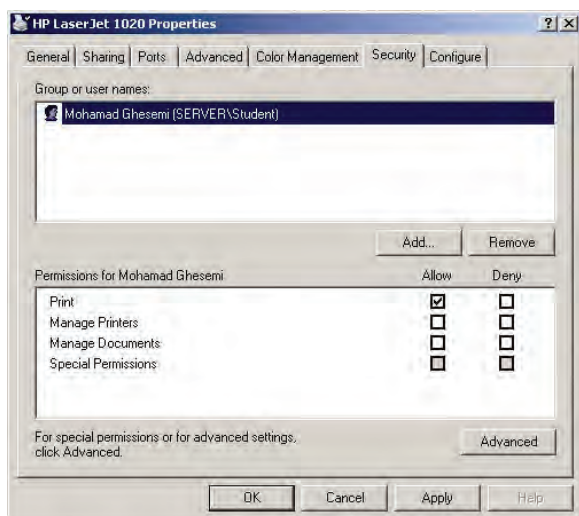 HP LaserJet 1020 Properties ? X
General Sharing Ports Advanced Color Management Security Configure
Group or user names:
Mohamad Ghesemi (SERVER\Student)
Add... Remove
Permissions for Mohamad Ghesemi Allow Deny
Print
Manage Printers
Manage Documents
Special Permissions
For special permissions or for advanced settings,
click Advanced.
Advanced
OK Cancel Apply Help